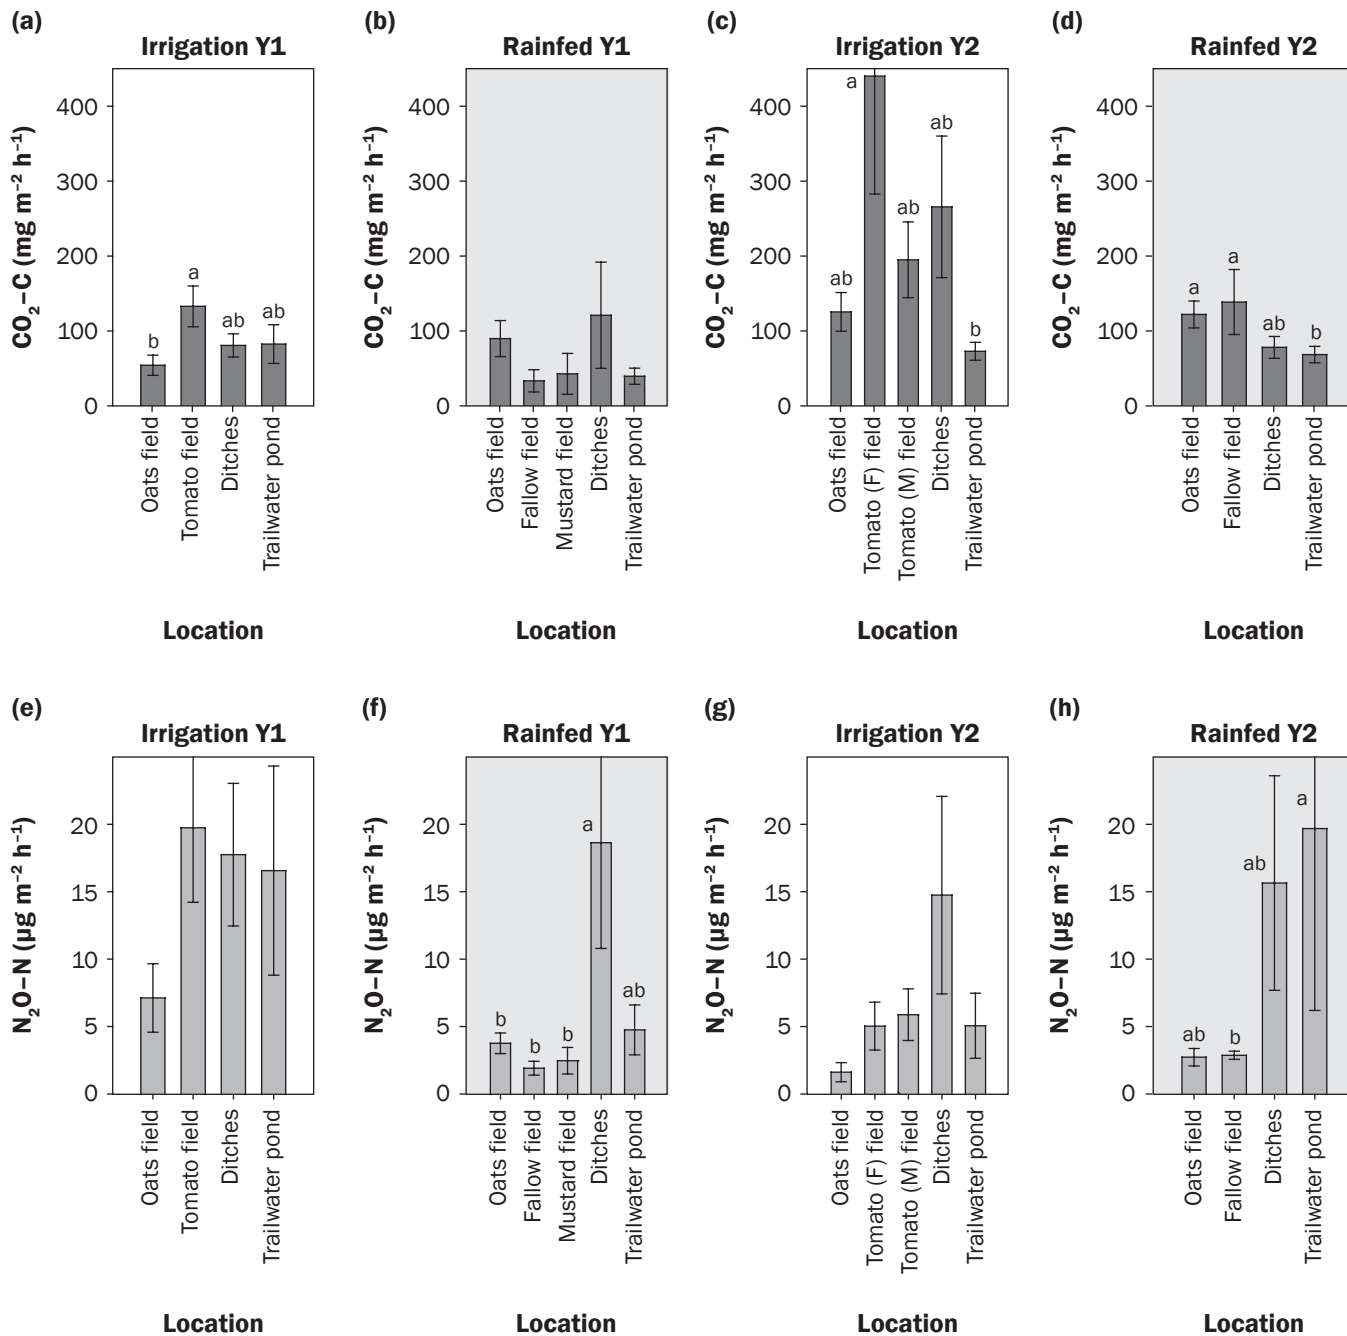 (a)
Irrigation Y1
CO₂–C (mg m⁻² h⁻¹)
400
300
200
100
0
b
a
ab
ab
Oats field
Tomato field
Ditches
Trailwater pond
Location
(b)
Rainfed Y1
CO₂–C (mg m⁻² h⁻¹)
400
300
200
100
0
Oats field
Fallow field
Mustard field
Ditches
Trailwater pond
Location
(c)
Irrigation Y2
CO₂–C (mg m⁻² h⁻¹)
400
300
200
100
0
ab
a
ab
ab
b
Oats field
Tomato (F) field
Tomato (M) field
Ditches
Trailwater pond
Location
(d)
Rainfed Y2
CO₂–C (mg m⁻² h⁻¹)
400
300
200
100
0
a
a
ab
b
Oats field
Fallow field
Ditches
Trailwater pond
Location
(e)
Irrigation Y1
N₂O–N (µg m⁻² h⁻¹)
20
15
10
5
0
Oats field
Tomato field
Ditches
Trailwater pond
Location
(f)
Rainfed Y1
N₂O–N (µg m⁻² h⁻¹)
20
15
10
5
0
b
b
b
a
ab
Oats field
Fallow field
Mustard field
Ditches
Trailwater pond
Location
(g)
Irrigation Y2
N₂O–N (µg m⁻² h⁻¹)
20
15
10
5
0
Oats field
Tomato (F) field
Tomato (M) field
Ditches
Trailwater pond
Location
(h)
Rainfed Y2
N₂O–N (µg m⁻² h⁻¹)
20
15
10
5
0
ab
b
ab
a
Oats field
Fallow field
Ditches
Trailwater pond
Location